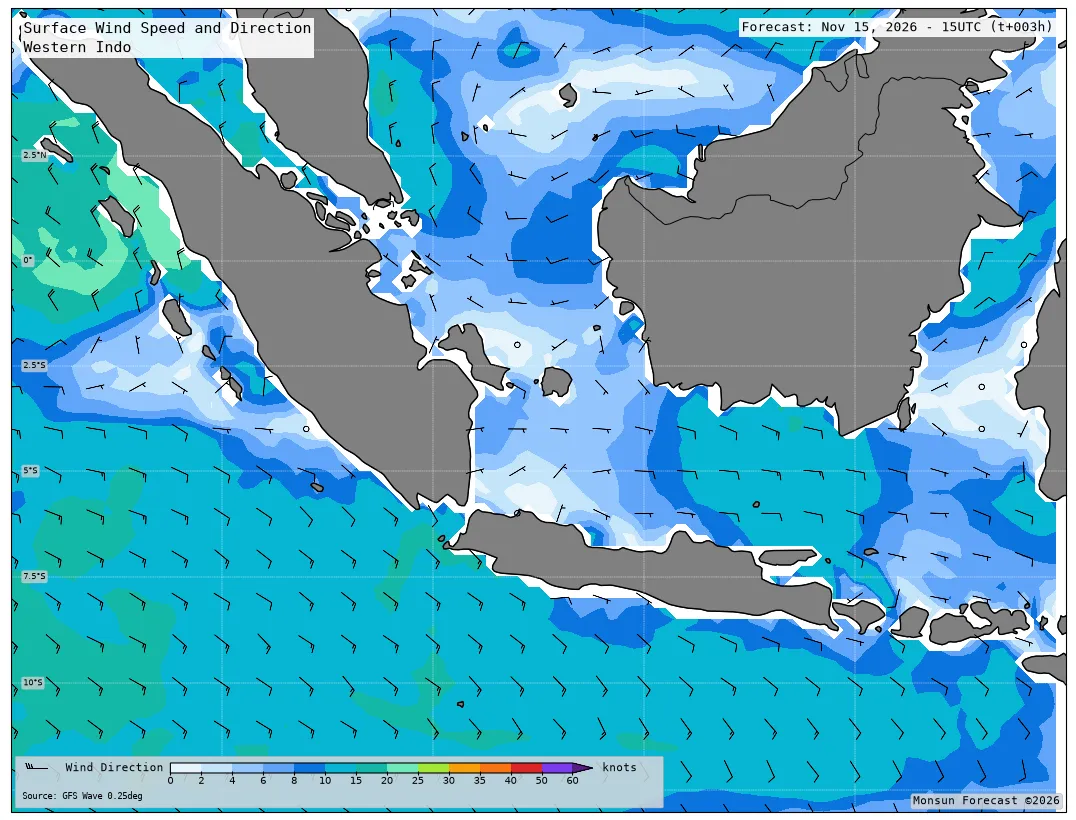 Surface Wind Speed and Direction
Western Indo
Forecast: Nov 15, 2026 - 15UTC (t+003h)
2.5°N
0°
2.5°S
5°S
7.5°S
10°S
Wind Direction
0 2 4 6 8 10 15 20 25 30 35 40 50 60
knots
Source: GFS Wave 0.25deg
Monsun Forecast ©2026